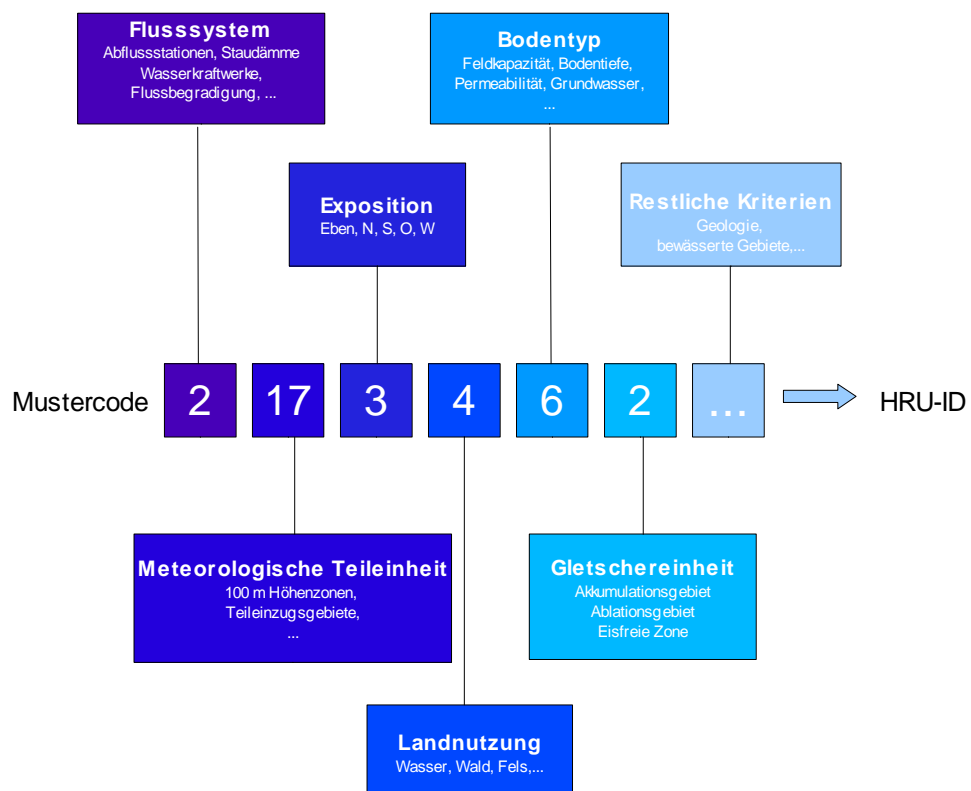 Flusssystem
Abflussstationen, Staudämme
Wasserkraftwerke,
Flussbegradigung, ...
Bodentyp
Feldkapazität, Bodentiefe,
Permeabilität, Grundwasser,
...
Exposition
Eben, N, S, O, W
Restliche Kriterien
Geologie,
bewässerte Gebiete,...
Mustercode 2 17 3 4 6 2 ... HRU-ID
Meteorologische Teileinheit
100 m Höhenzonen,
Teileinzugsgebiete,
...
Gletschereinheit
Akkumulationsgebiet
Ablationsgebiet
Eisfreie Zone
Landnutzung
Wasser, Wald, Fels,...